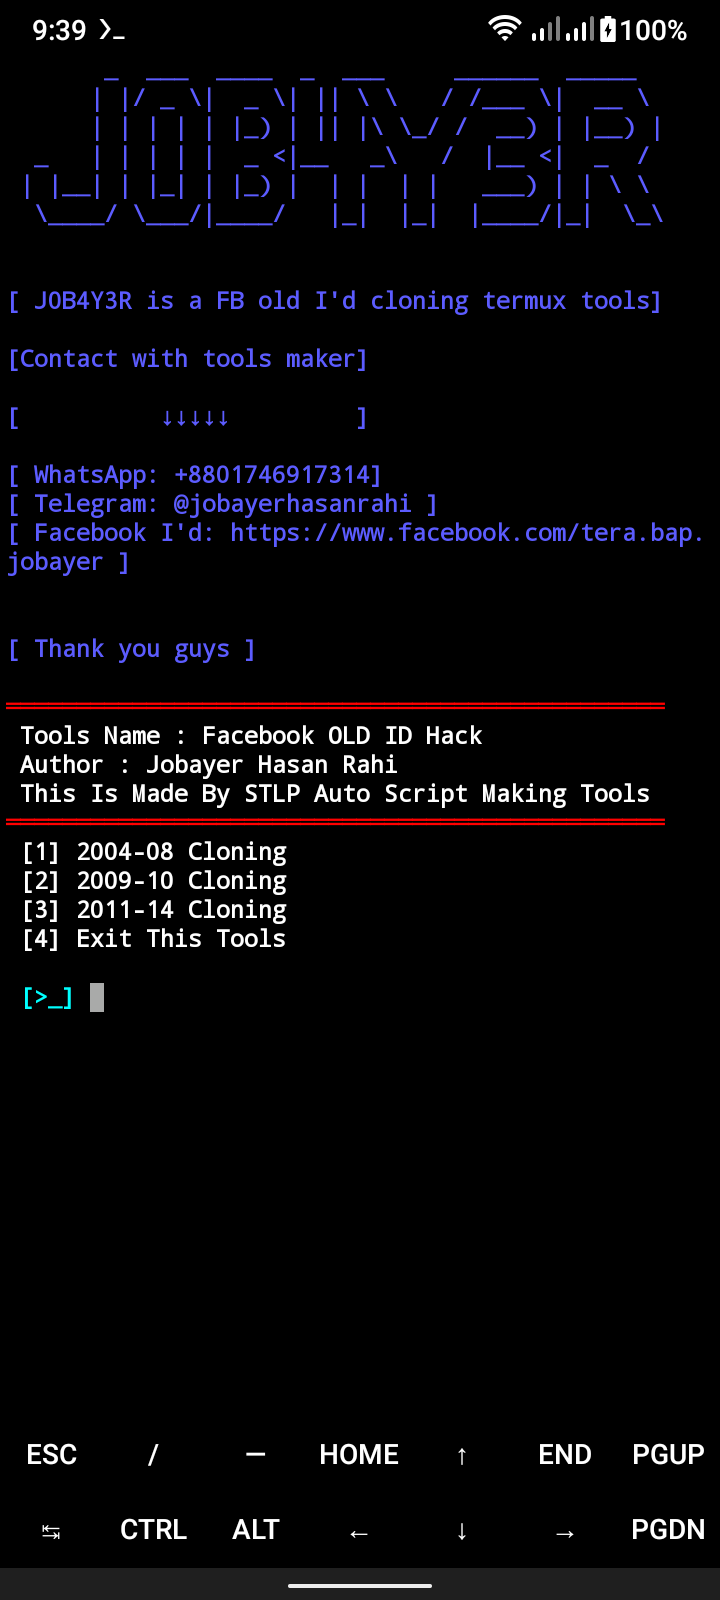 9:39 100%
J0B4Y3R
[ J0B4Y3R is a FB old I'd cloning termux tools]
[Contact with tools maker]
[ ↓↓↓↓↓ ]
[ WhatsApp: +8801746917314]
[ Telegram: @jobayerhasanrahi ]
[ Facebook I'd: https://www.facebook.com/tera.bap.
jobayer ]
[ Thank you guys ]
Tools Name : Facebook OLD ID Hack
Author : Jobayer Hasan Rahi
This Is Made By STLP Auto Script Making Tools
[1] 2004-08 Cloning
[2] 2009-10 Cloning
[3] 2011-14 Cloning
[4] Exit This Tools
[>_]
ESC / — HOME ↑ END PGUP
↹ CTRL ALT ← ↓ → PGDN